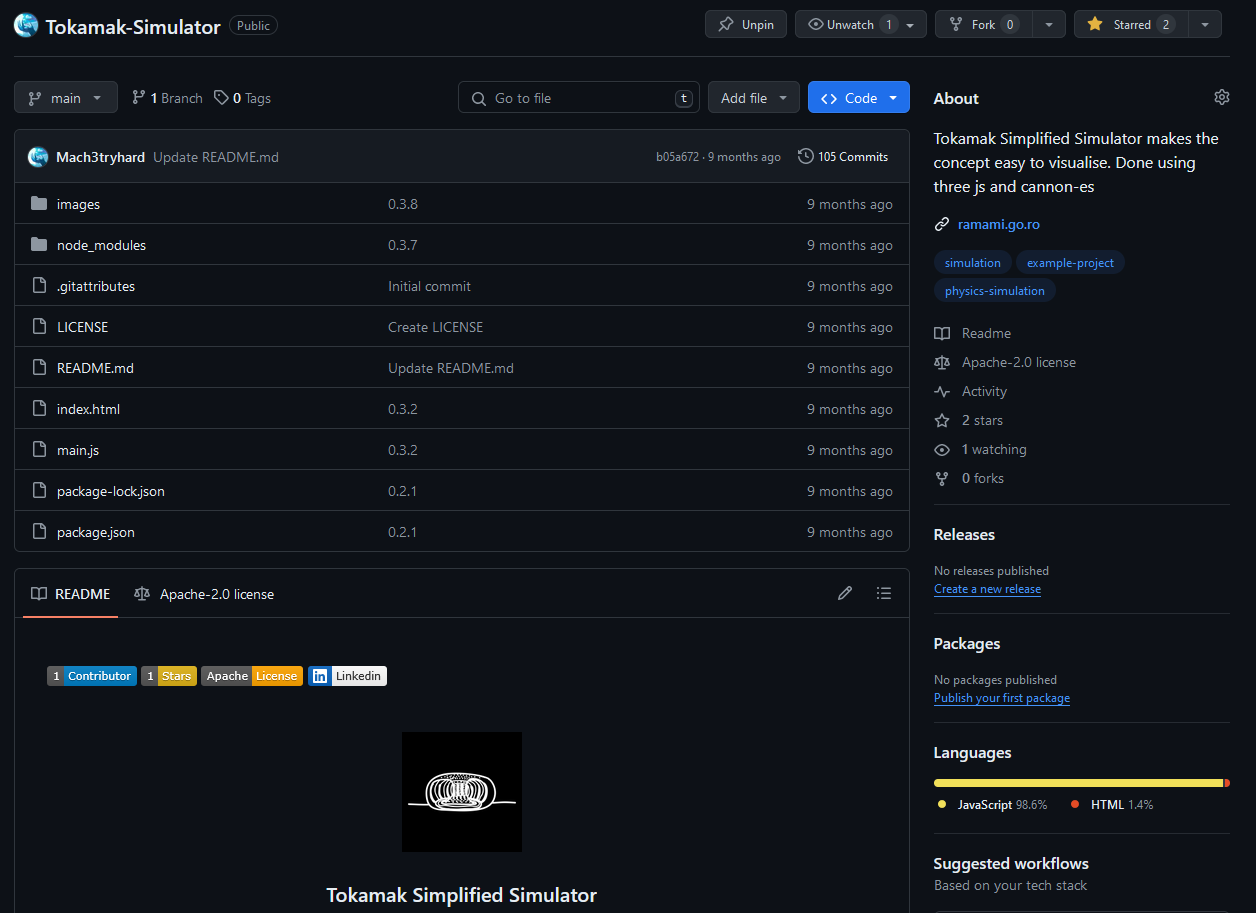 Tokamak-Simulator Public Unpin Unwatch 1 Fork 0 Starred 2
main 1 Branch 0 Tags Go to file t Add file Code
Mach3tryhard Update README.md b05a672 · 9 months ago 105 Commits
images 0.3.8 9 months ago
node_modules 0.3.7 9 months ago
.gitattributes Initial commit 9 months ago
LICENSE Create LICENSE 9 months ago
README.md Update README.md 9 months ago
index.html 0.3.2 9 months ago
main.js 0.3.2 9 months ago
package-lock.json 0.2.1 9 months ago
package.json 0.2.1 9 months ago
README Apache-2.0 license
1 Contributor 1 Stars Apache License in Linkedin
Tokamak Simplified Simulator
About
Tokamak Simplified Simulator makes the
concept easy to visualise. Done using
three js and cannon-es
ramami.go.ro
simulation example-project
physics-simulation
Readme
Apache-2.0 license
Activity
2 stars
1 watching
0 forks
Releases
No releases published
Create a new release
Packages
No packages published
Publish your first package
Languages
JavaScript 98.6% HTML 1.4%
Suggested workflows
Based on your tech stack